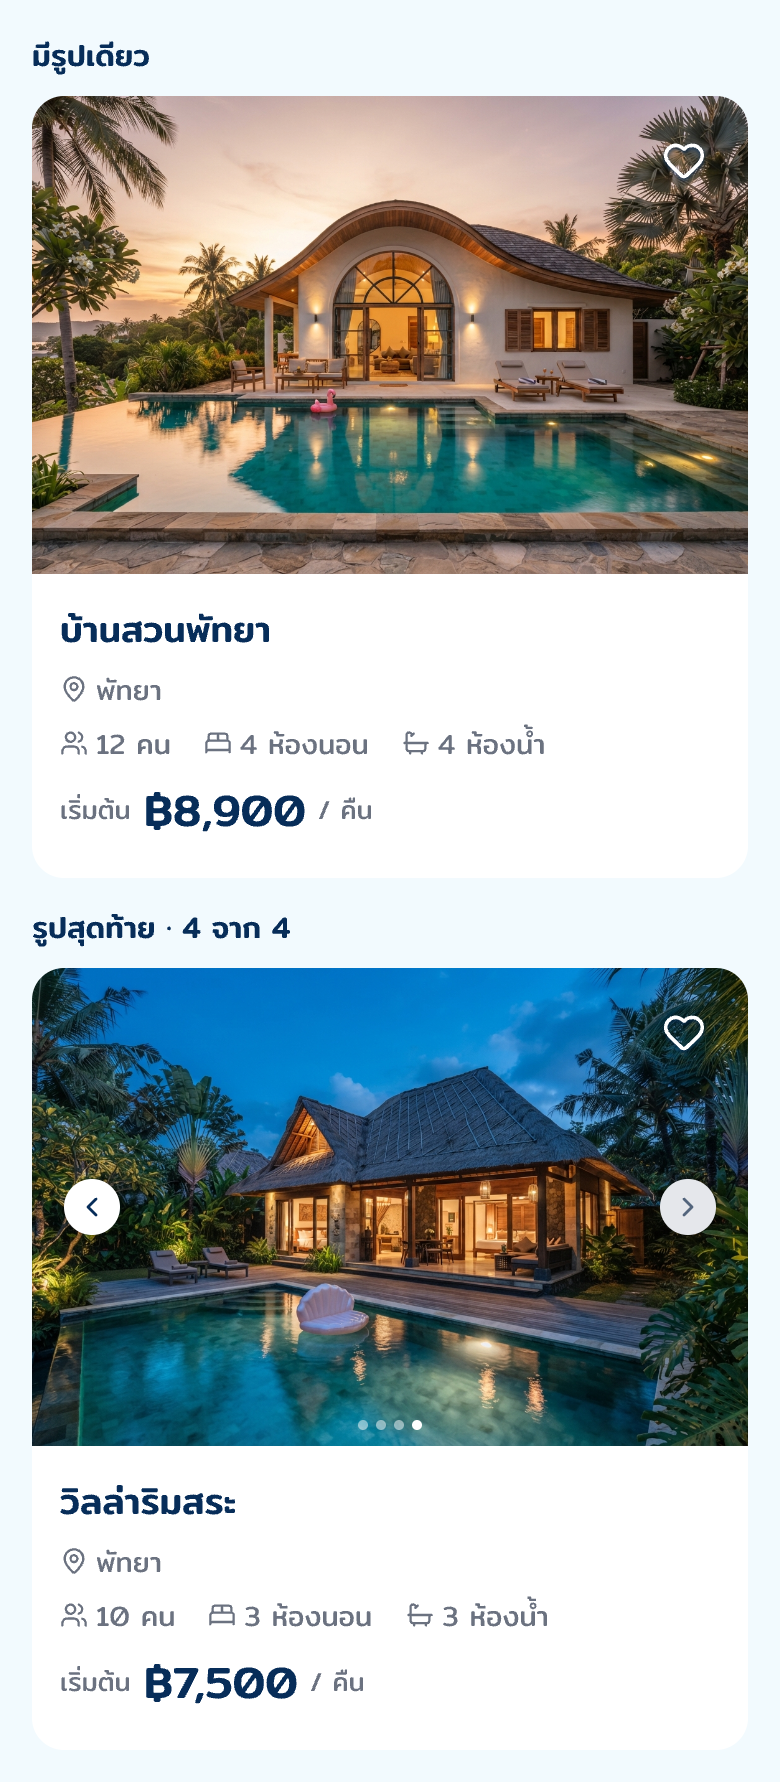 มีรูปเดียว
บ้านสวนพัทยา
พัทยา
12 คน 4 ห้องนอน 4 ห้องน้ำ
เริ่มต้น ฿8,900 / คืน
รูปสุดท้าย · 4 จาก 4
วิลล่าริมสระ
พัทยา
10 คน 3 ห้องนอน 3 ห้องน้ำ
เริ่มต้น ฿7,500 / คืน